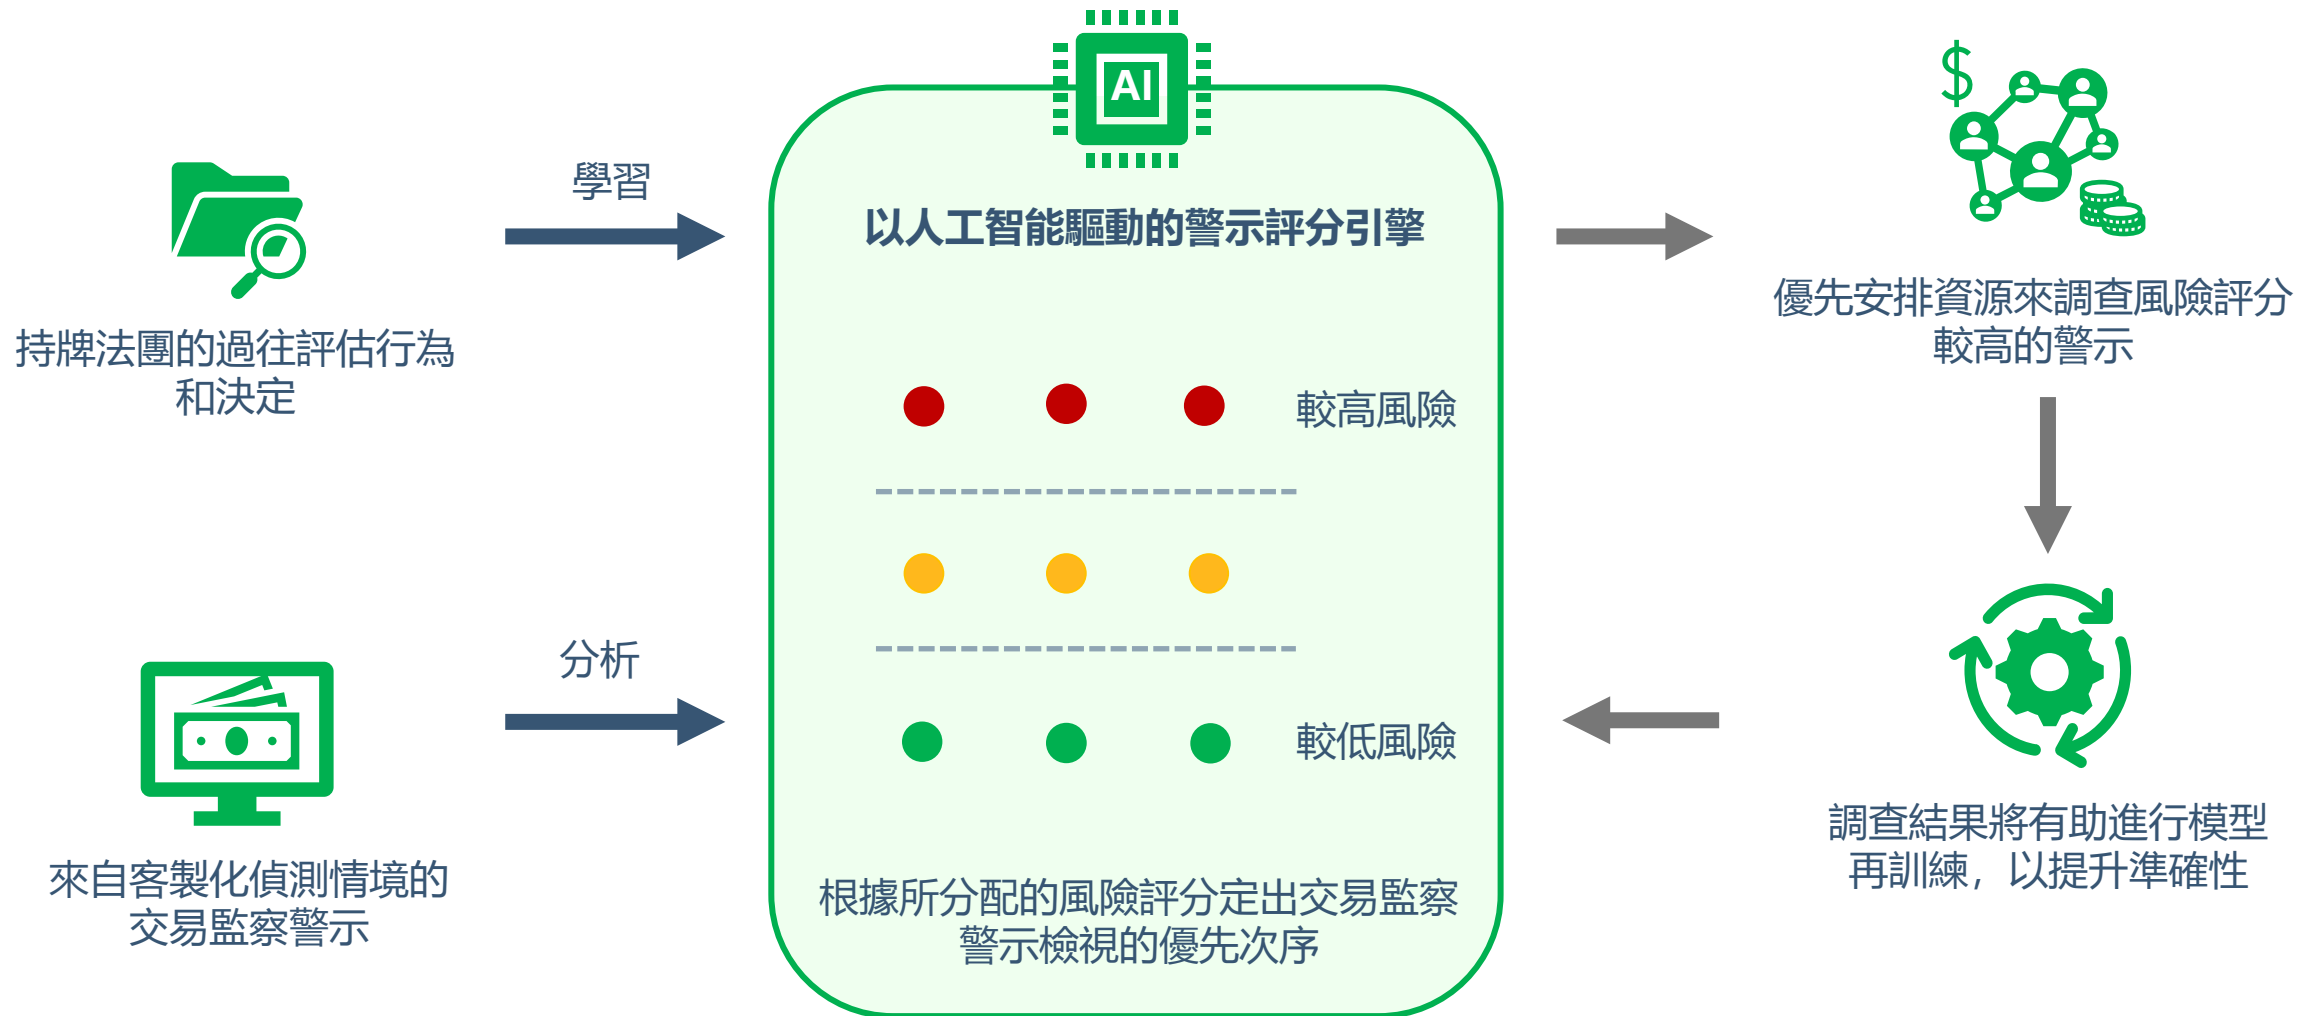 AI
學習
以人工智能驅動的警示評分引擎
持牌法團的過往評估行為
和決定
優先安排資源來調查風險評分
較高的警示
較高風險
分析
較低風險
來自客製化偵測情境的
交易監察警示
根據所分配的風險評分定出交易監察
警示檢視的優先次序
調查結果將有助進行模型
再訓練，以提升準確性
$